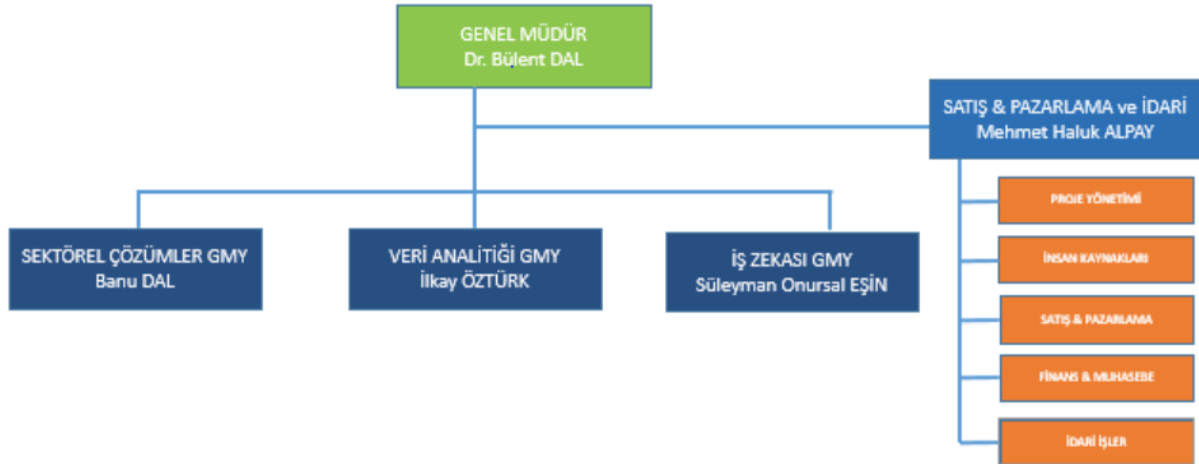 GENEL MÜDÜR
Dr. Bülent DAL
SATIŞ & PAZARLAMA ve İDARİ
Mehmet Haluk ALPAY
PROJE YÖNETİMİ
İNSAN KAYNAKLARI
SATIŞ & PAZARLAMA
FİNANS & MUHASEBE
İDARİ İŞLER
SEKTÖREL ÇÖZÜMLER GMY
Banu DAL
VERİ ANALİTİĞİ GMY
İlkay ÖZTÜRK
İŞ ZEKASI GMY
Süleyman Onursal EŞİN